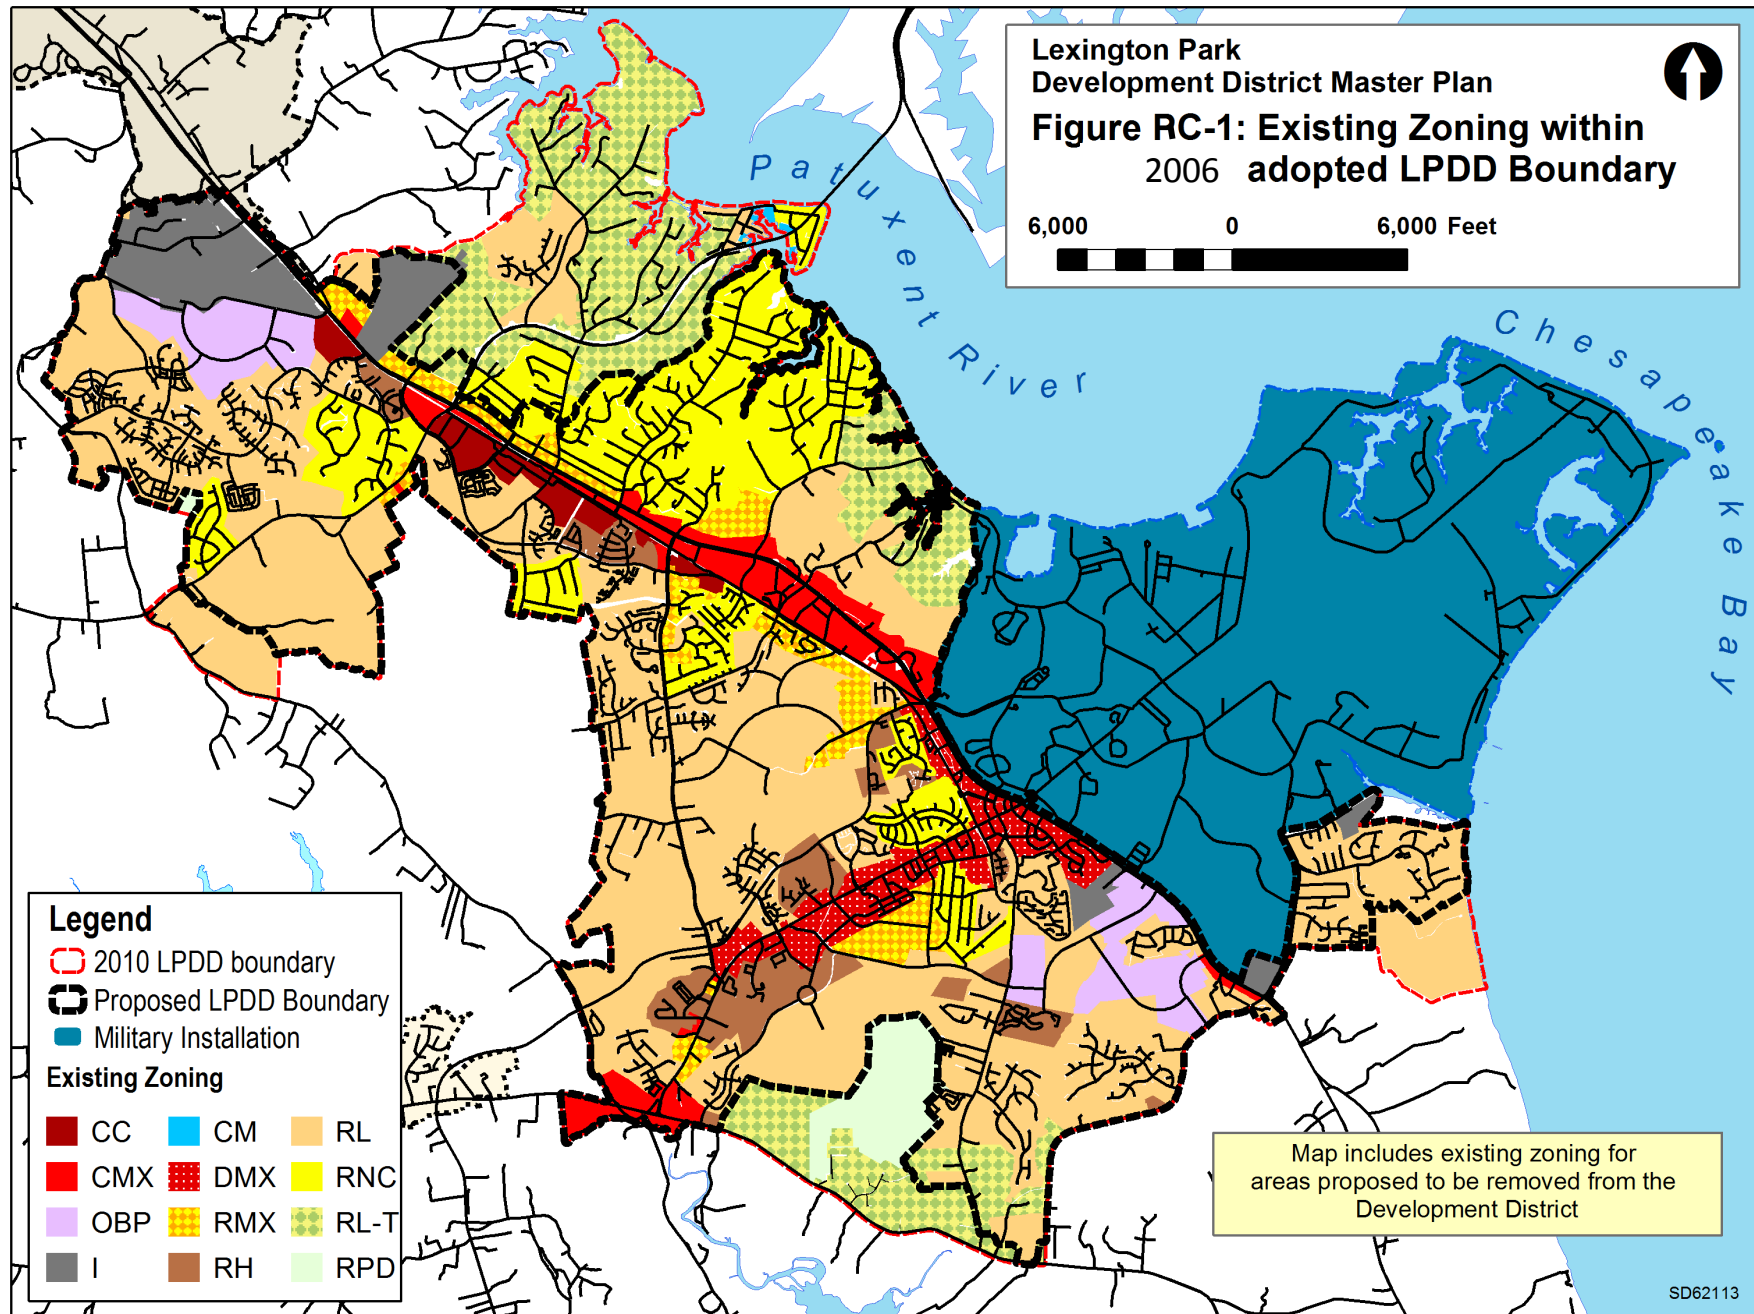 Lexington Park
Development District Master Plan
Figure RC-1: Existing Zoning within
2006 adopted LPDD Boundary
6,000 0 6,000 Feet
Patuxent River
Chesapeake Bay
Legend
2010 LPDD boundary
Proposed LPDD Boundary
Military Installation
Existing Zoning
CC CM RL
CMX DMX RNC
OBP RMX RL-T
I RH RPD
Map includes existing zoning for
areas proposed to be removed from the
Development District
SD62113